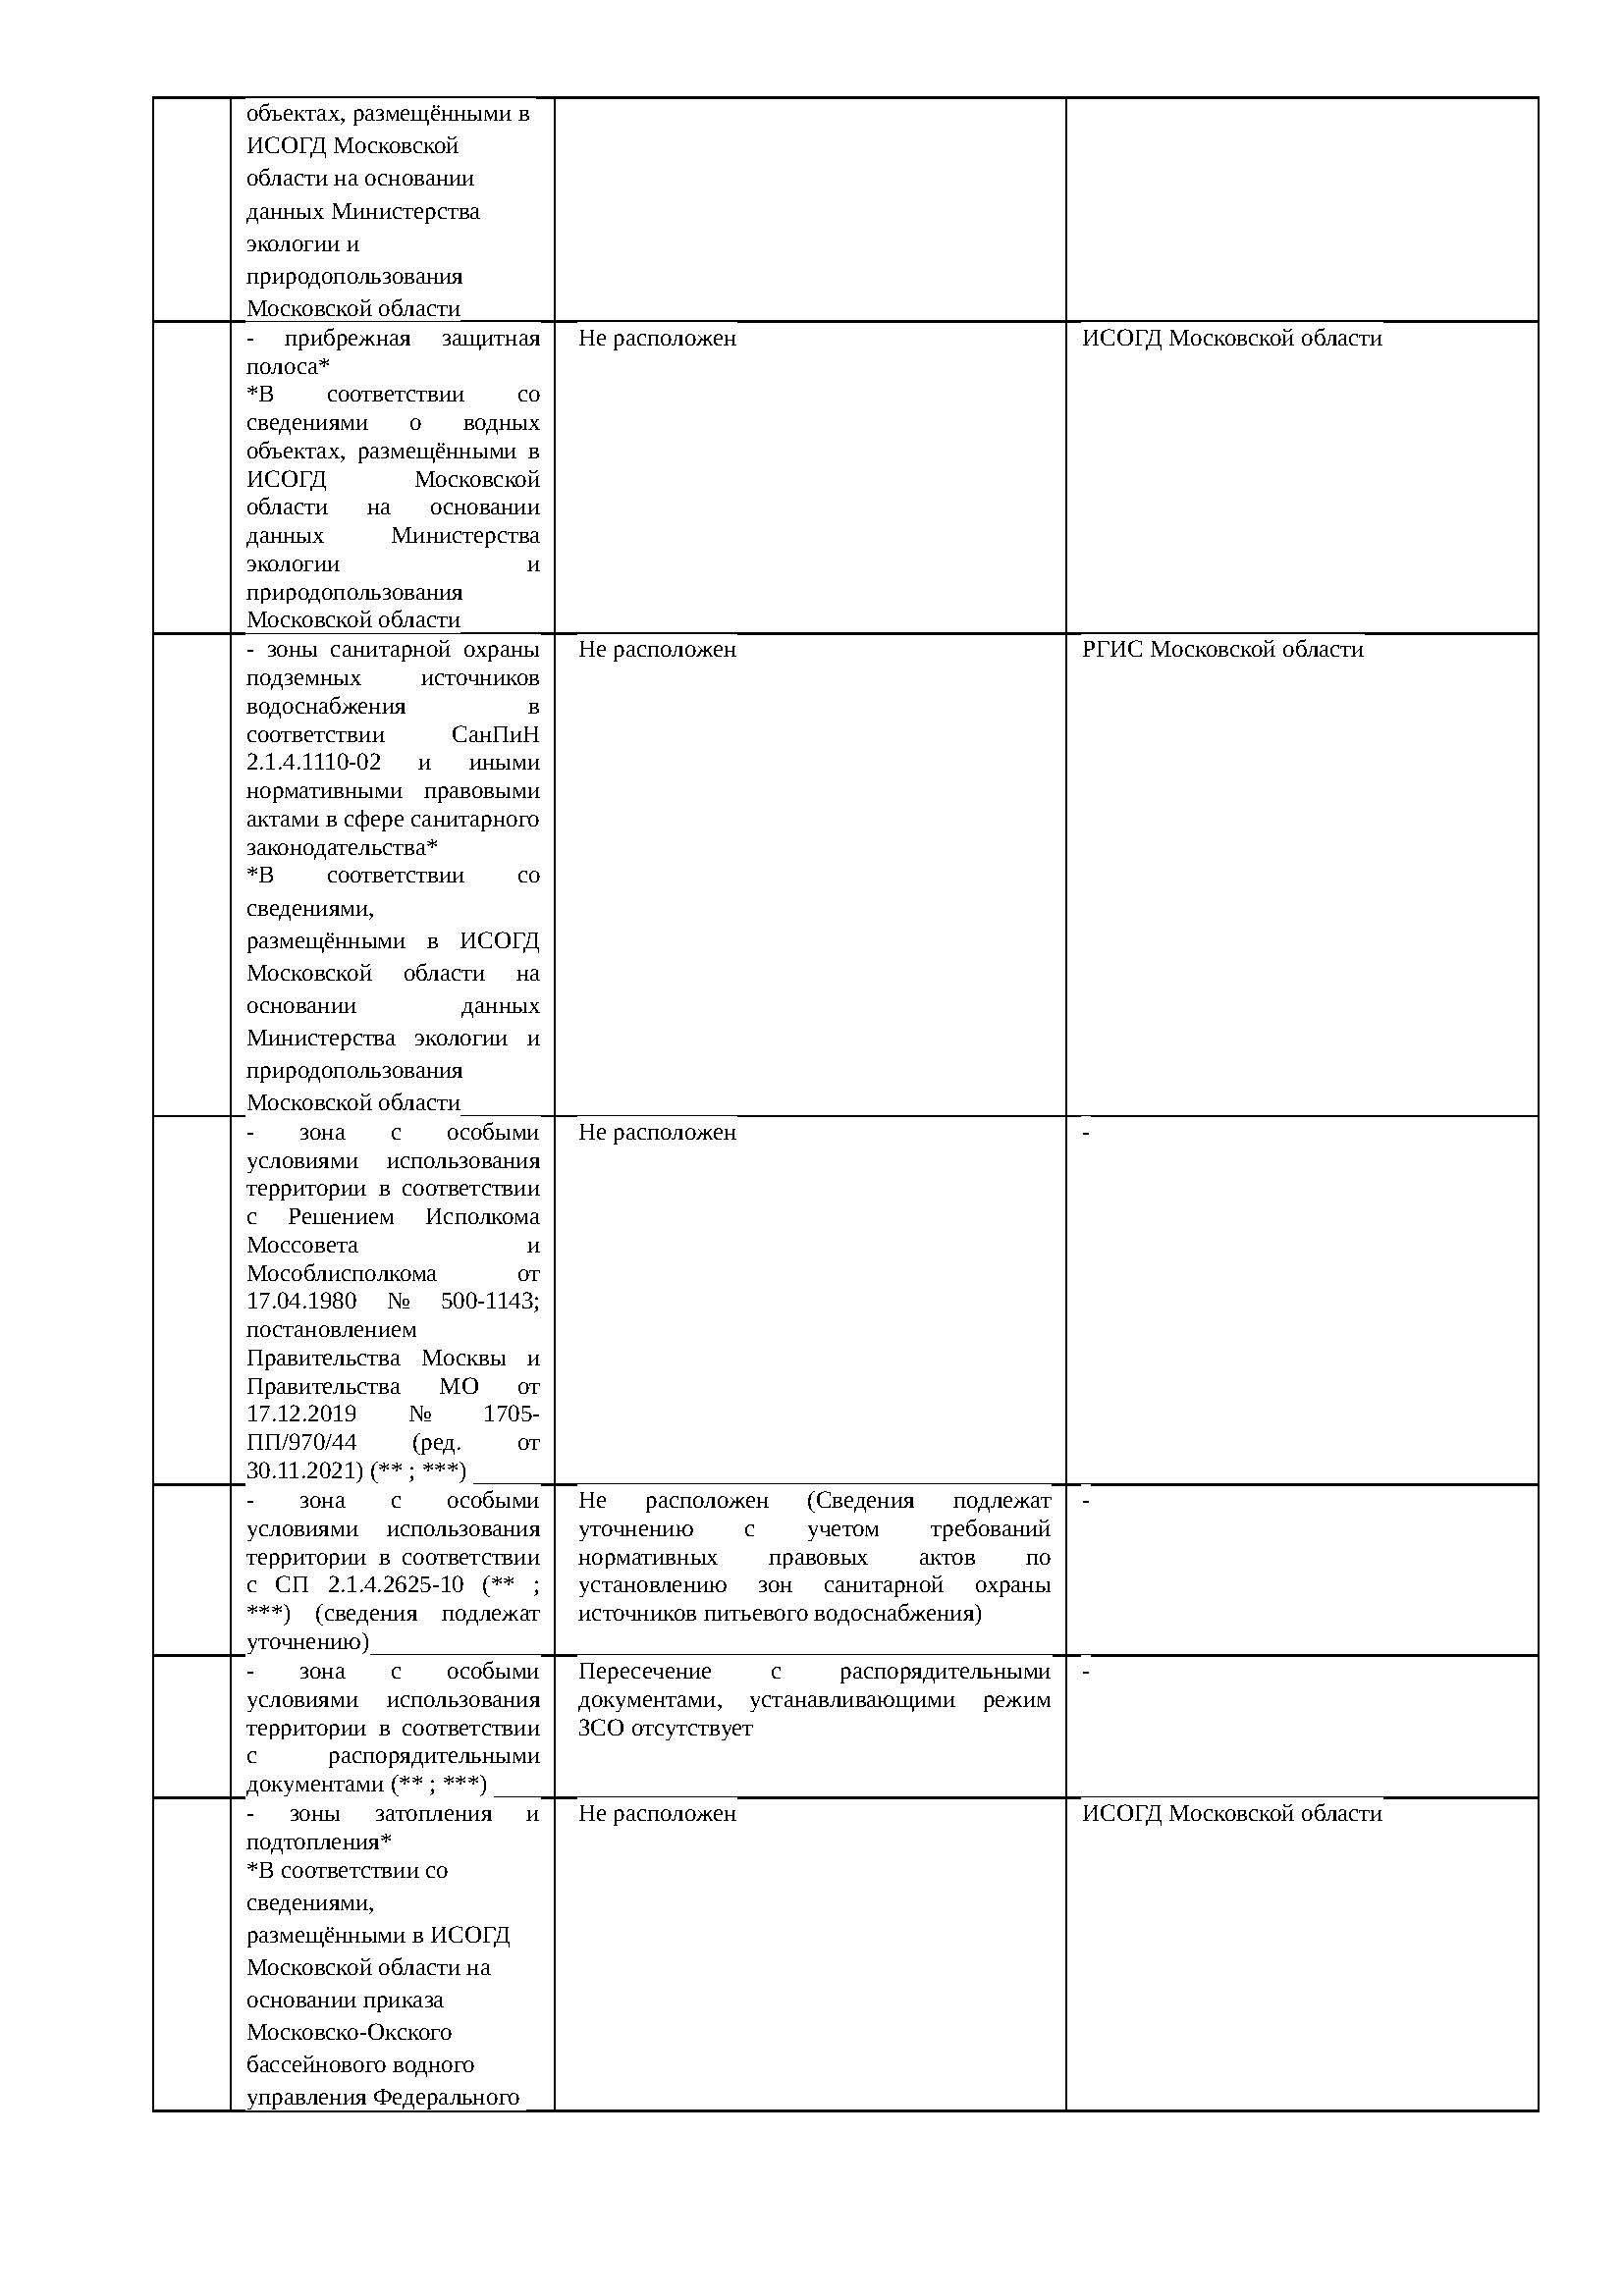 объектах, размещёнными в
ИСОГД Московской
области на основании
данных Министерства
экологии и
природопользования
Московской области
- прибрежная защитная
полоса*
*В соответствии со
сведениями о водных
объектах, размещёнными в
ИСОГД Московской
области на основании
данных Министерства
экологии и
природопользования
Московской области
Не расположен
ИСОГД Московской области
- зоны санитарной охраны
подземных источников
водоснабжения в
соответствии СанПиН
2.1.4.1110-02 и иными
нормативными правовыми
актами в сфере санитарного
законодательства*
*В соответствии со
сведениями,
размещёнными в ИСОГД
Московской области на
основании данных
Министерства экологии и
природопользования
Московской области
Не расположен
РГИС Московской области
- зона с особыми
условиями использования
территории в соответствии
с Решением Исполкома
Моссовета и
Мособлисполкома от
17.04.1980 № 500-1143;
постановлением
Правительства Москвы и
Правительства МО от
17.12.2019 № 1705-
ПП/970/44 (ред. от
30.11.2021) (** ; ***)
Не расположен
-
- зона с особыми
условиями использования
территории в соответствии
с СП 2.1.4.2625-10 (** ;
***) (сведения подлежат
уточнению)
Не расположен (Сведения подлежат
уточнению с учетом требований
нормативных правовых актов по
установлению зон санитарной охраны
источников питьевого водоснабжения)
-
- зона с особыми
условиями использования
территории в соответствии
с распорядительными
документами (** ; ***)
Пересечение с распорядительными
документами, устанавливающими режим
ЗСО отсутствует
-
- зоны затопления и
подтопления*
*В соответствии со
сведениями,
размещёнными в ИСОГД
Московской области на
основании приказа
Московско-Окского
бассейнового водного
управления Федерального
Не расположен
ИСОГД Московской области